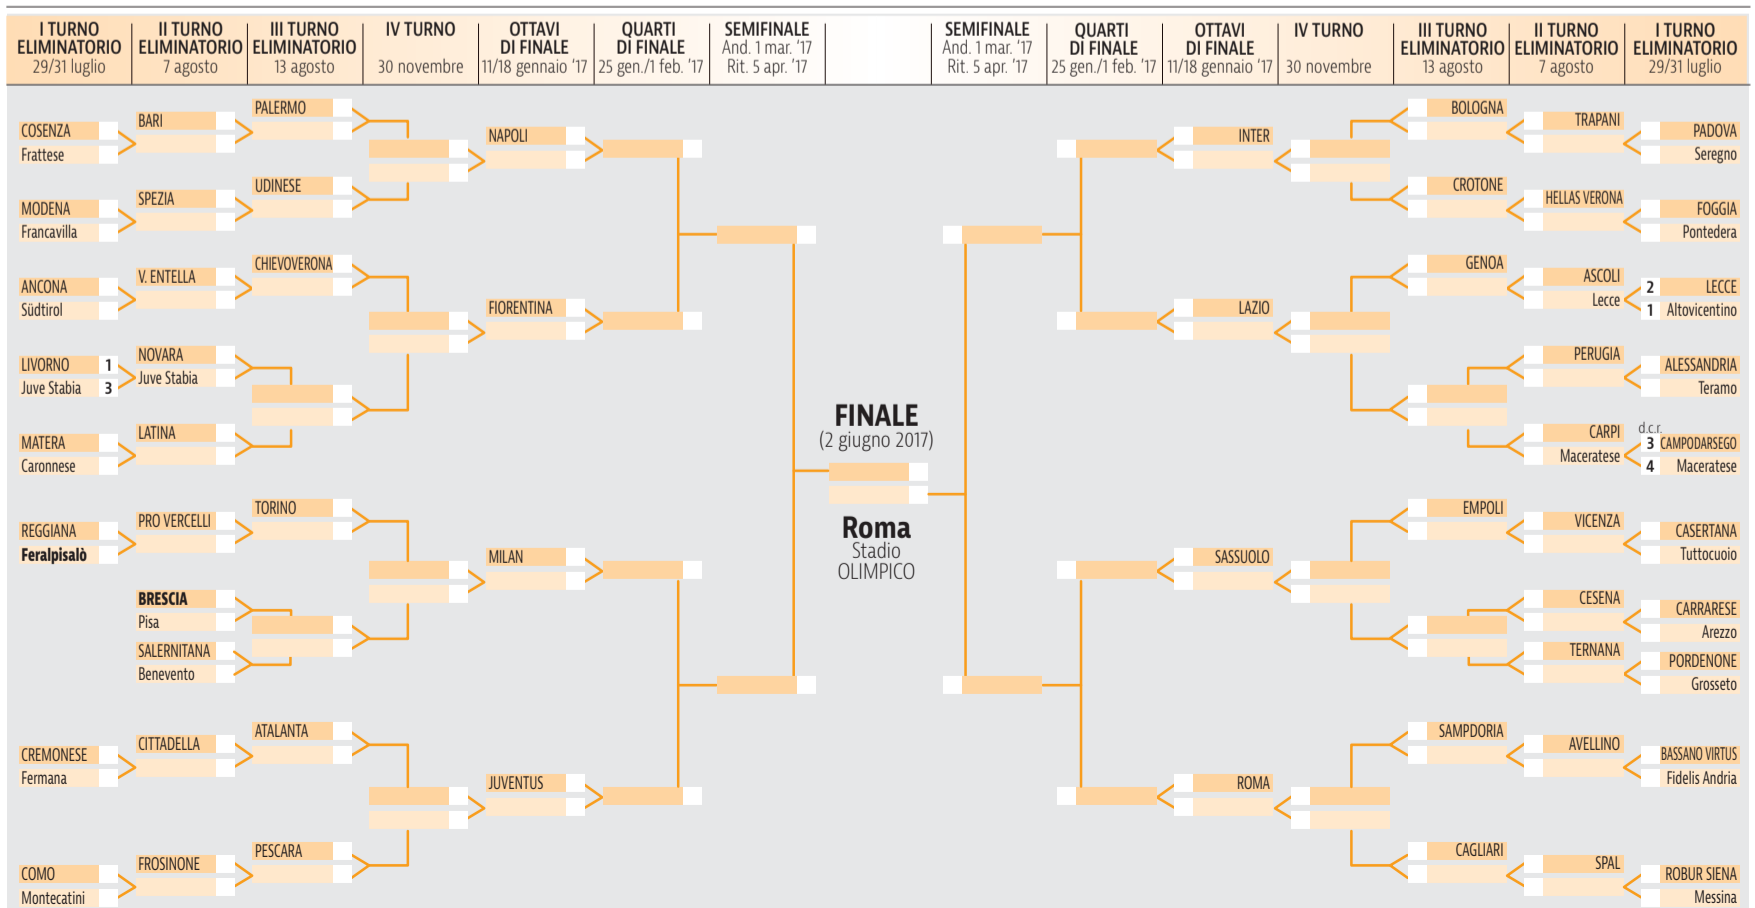 I TURNO
ELIMINATORIO
29/31 luglio
II TURNO
ELIMINATORIO
7 agosto
III TURNO
ELIMINATORIO
13 agosto
IV TURNO
30 novembre
OTTAVI
DI FINALE
11/18 gennaio '17
QUARTI
DI FINALE
25 gen./1 feb. '17
SEMIFINALE
And. 1 mar. '17
Rit. 5 apr. '17
SEMIFINALE
And. 1 mar. '17
Rit. 5 apr. '17
QUARTI
DI FINALE
25 gen./1 feb. '17
OTTAVI
DI FINALE
11/18 gennaio '17
IV TURNO
30 novembre
III TURNO
ELIMINATORIO
13 agosto
II TURNO
ELIMINATORIO
7 agosto
I TURNO
ELIMINATORIO
29/31 luglio
COSENZA
Frattese
MODENA
Francavilla
ANCONA
Südtirol
LIVORNO 1
Juve Stabia 3
MATERA
Caronnese
REGGIANA
Feralpisalò
CREMONESE
Fermana
COMO
Montecatini
BARI
SPEZIA
V. ENTELLA
NOVARA
Juve Stabia
LATINA
PRO VERCELLI
BRESCIA
Pisa
SALERNITANA
Benevento
CITTADELLA
FROSINONE
PALERMO
UDINESE
CHIEVOVERONA
TORINO
ATALANTA
PESCARA
NAPOLI
FIORENTINA
MILAN
JUVENTUS
FINALE
(2 giugno 2017)
Roma
Stadio
OLIMPICO
INTER
LAZIO
SASSUOLO
ROMA
BOLOGNA
CROTONE
GENOA
EMPOLI
SAMPDORIA
CAGLIARI
TRAPANI
HELLAS VERONA
ASCOLI
Lecce
PERUGIA
CARPI
Maceratese
VICENZA
CESENA
TERNANA
AVELLINO
SPAL
PADOVA
Seregno
FOGGIA
Pontedera
2 LECCE
1 Altovicentino
ALESSANDRIA
Teramo
d.c.r.
3 CAMPODARSEGO
4 Maceratese
CASERTANA
Tuttocuoio
CARRARESE
Arezzo
PORDENONE
Grosseto
BASSANO VIRTUS
Fidelis Andria
ROBUR SIENA
Messina